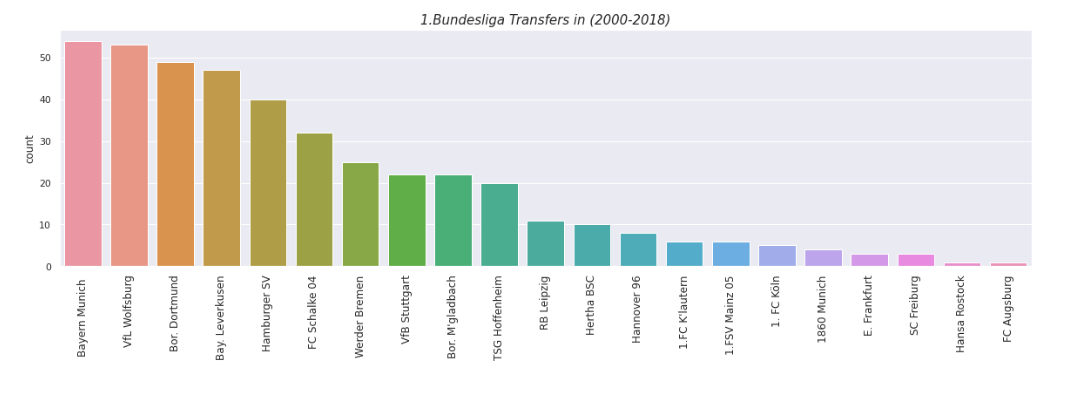 1.Bundesliga Transfers in (2000-2018)
count
50
40
30
20
10
0
Bayern Munich
VfL Wolfsburg
Bor. Dortmund
Bay. Leverkusen
Hamburger SV
FC Schalke 04
Werder Bremen
VfB Stuttgart
Bor. M'gladbach
TSG Hoffenheim
RB Leipzig
Hertha BSC
Hannover 96
1.FC K'lautern
1.FSV Mainz 05
1. FC Köln
1860 Munich
E. Frankfurt
SC Freiburg
Hansa Rostock
FC Augsburg